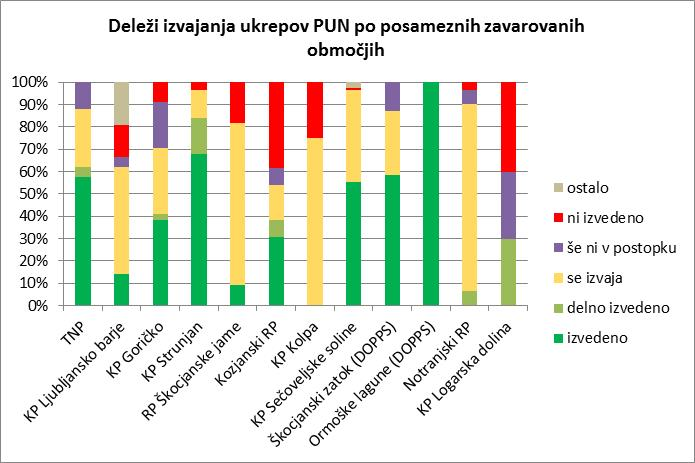 Deleži izvajanja ukrepov PUN po posameznih zavarovanih
območjih
100%
90%
80%
70%
60%
50%
40%
30%
20%
10%
0%
TNP
KP Ljubljansko barje
KP Goričko
KP Strunjan
RP Škocjanske jame
Kozjanski RP
KP Kolpa
KP Sečoveljske soline
Škocjanski zatok (DOPPS)
Ormoške lagune (DOPPS)
Notranjski RP
KP Logarska dolina
ostalo
ni izvedeno
še ni v postopku
se izvaja
delno izvedeno
izvedeno